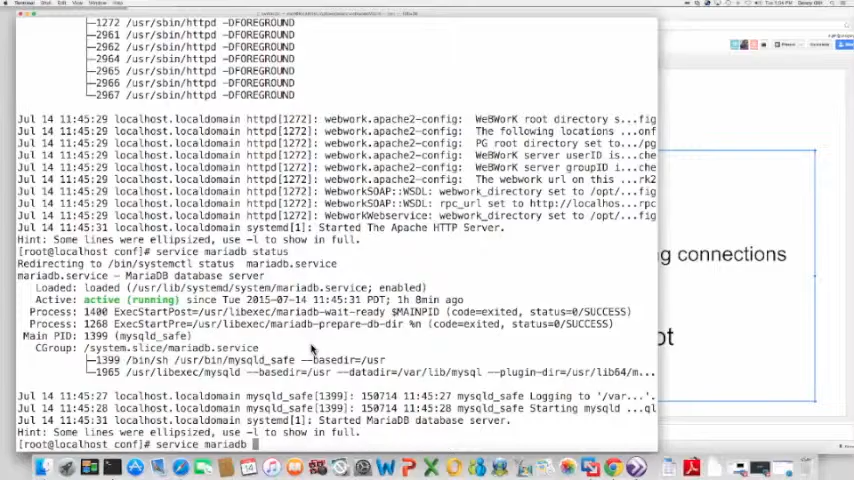 ├─1272 /usr/sbin/httpd -DFOREGROUND
├─2961 /usr/sbin/httpd -DFOREGROUND
├─2962 /usr/sbin/httpd -DFOREGROUND
├─2964 /usr/sbin/httpd -DFOREGROUND
├─2965 /usr/sbin/httpd -DFOREGROUND
├─2966 /usr/sbin/httpd -DFOREGROUND
└─2967 /usr/sbin/httpd -DFOREGROUND
Jul 14 11:45:29 localhost.localdomain httpd[1272]: webwork.apache2-config: WeBWorK root directory s...fig
Jul 14 11:45:29 localhost.localdomain httpd[1272]: webwork.apache2-config: The following locations ...onf
Jul 14 11:45:29 localhost.localdomain httpd[1272]: webwork.apache2-config: PG root directory set to.../pg
Jul 14 11:45:29 localhost.localdomain httpd[1272]: webwork.apache2-config: WeBWorK server userID is...che
Jul 14 11:45:29 localhost.localdomain httpd[1272]: webwork.apache2-config: WeBWorK server groupID i...che
Jul 14 11:45:29 localhost.localdomain httpd[1272]: webwork.apache2-config: The webwork url on this ...rk2
Jul 14 11:45:29 localhost.localdomain httpd[1272]: WebworkSOAP::WSDL: webwork_directory set to /opt/...fig
Jul 14 11:45:29 localhost.localdomain httpd[1272]: WebworkSOAP::WSDL: rpc_url set to http://localhos...rpc
Jul 14 11:45:29 localhost.localdomain httpd[1272]: WebworkWebservice: webwork_directory set to /opt/...fig
Jul 14 11:45:31 localhost.localdomain systemd[1]: Started The Apache HTTP Server.
Hint: Some lines were ellipsized, use -l to show in full.
[root@localhost conf]# service mariadb status
Redirecting to /bin/systemctl status  mariadb.service
mariadb.service - MariaDB database server
Loaded: loaded (/usr/lib/systemd/system/mariadb.service; enabled)
Active: active (running) since Tue 2015-07-14 11:45:31 PDT; 1h 8min ago
Process: 1400 ExecStartPost=/usr/libexec/mariadb-wait-ready $MAINPID (code=exited, status=0/SUCCESS)
Process: 1268 ExecStartPre=/usr/libexec/mariadb-prepare-db-dir %n (code=exited, status=0/SUCCESS)
Main PID: 1399 (mysqld_safe)
CGroup: /system.slice/mariadb.service
├─1399 /bin/sh /usr/bin/mysqld_safe --basedir=/usr
└─1965 /usr/libexec/mysqld --basedir=/usr --datadir=/var/lib/mysql --plugin-dir=/usr/lib64/m...
Jul 14 11:45:27 localhost.localdomain mysqld_safe[1399]: 150714 11:45:27 mysqld_safe Logging to '/var...'.
Jul 14 11:45:28 localhost.localdomain mysqld_safe[1399]: 150714 11:45:28 mysqld_safe Starting mysqld ...ql
Jul 14 11:45:31 localhost.localdomain systemd[1]: Started MariaDB database server.
Hint: Some lines were ellipsized, use -l to show in full.
[root@localhost conf]# service mariadb
ng connections
ot